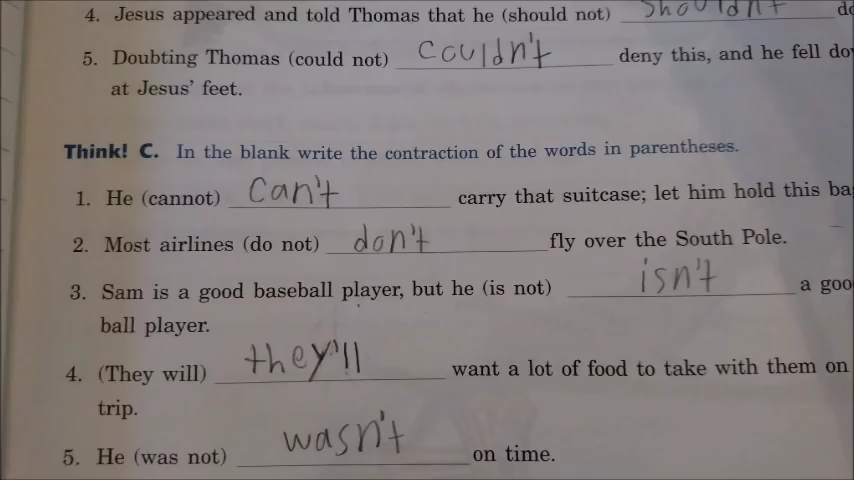 4. Jesus appeared and told Thomas that he (should not) shouldn't
5. Doubting Thomas (could not) couldn't deny this, and he fell
at Jesus' feet.
Think! C. In the blank write the contraction of the words in parentheses.
1. He (cannot) can't carry that suitcase; let him hold this
2. Most airlines (do not) don't fly over the South Pole.
3. Sam is a good baseball player, but he (is not) isn't a
ball player.
4. (They will) they'll want a lot of food to take with them on
trip.
5. He (was not) wasn't on time.